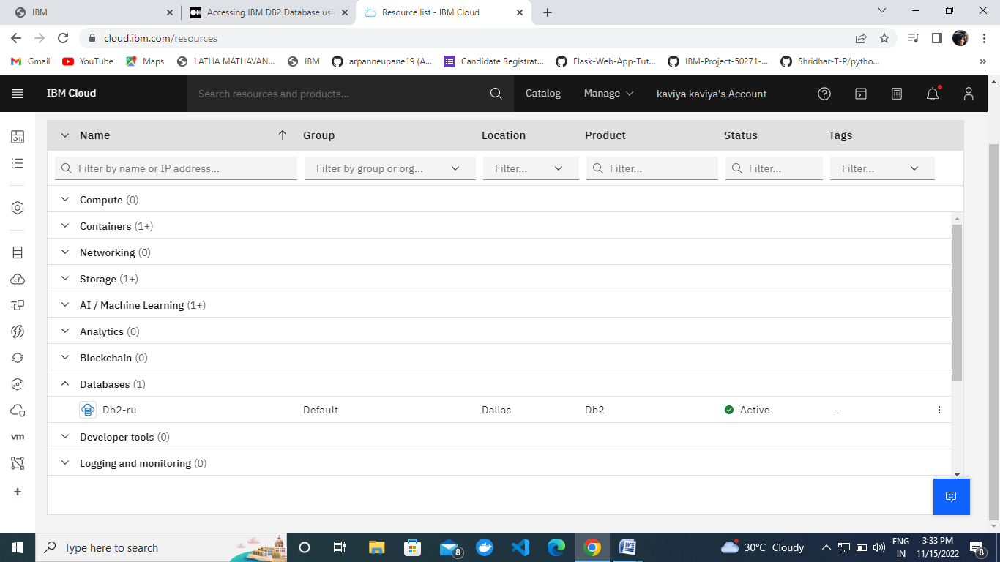 IBM
Accessing IBM DB2 Database usin
Resource list - IBM Cloud
cloud.ibm.com/resources
Gmail YouTube Maps LATHA MATHAVAN... IBM arpanneupane19 (A... Candidate Registrat... Flask-Web-App-Tut... IBM-Project-50271-... Shridhar-T-P/pytho... »
IBM Cloud Search resources and products... Catalog Manage kaviya kaviya's Account
Name Group Location Product Status Tags
Filter by name or IP address... Filter by group or org... Filter... Filter... Filter... Filter...
Compute (0)
Containers (1+)
Networking (0)
Storage (1+)
AI / Machine Learning (1+)
Analytics (0)
Blockchain (0)
Databases (1)
Db2-ru Default Dallas Db2 Active –
Developer tools (0)
Logging and monitoring (0)
cf
vm
Type here to search
8
30°C Cloudy
ENG
IN
3:33 PM
11/15/2022
8